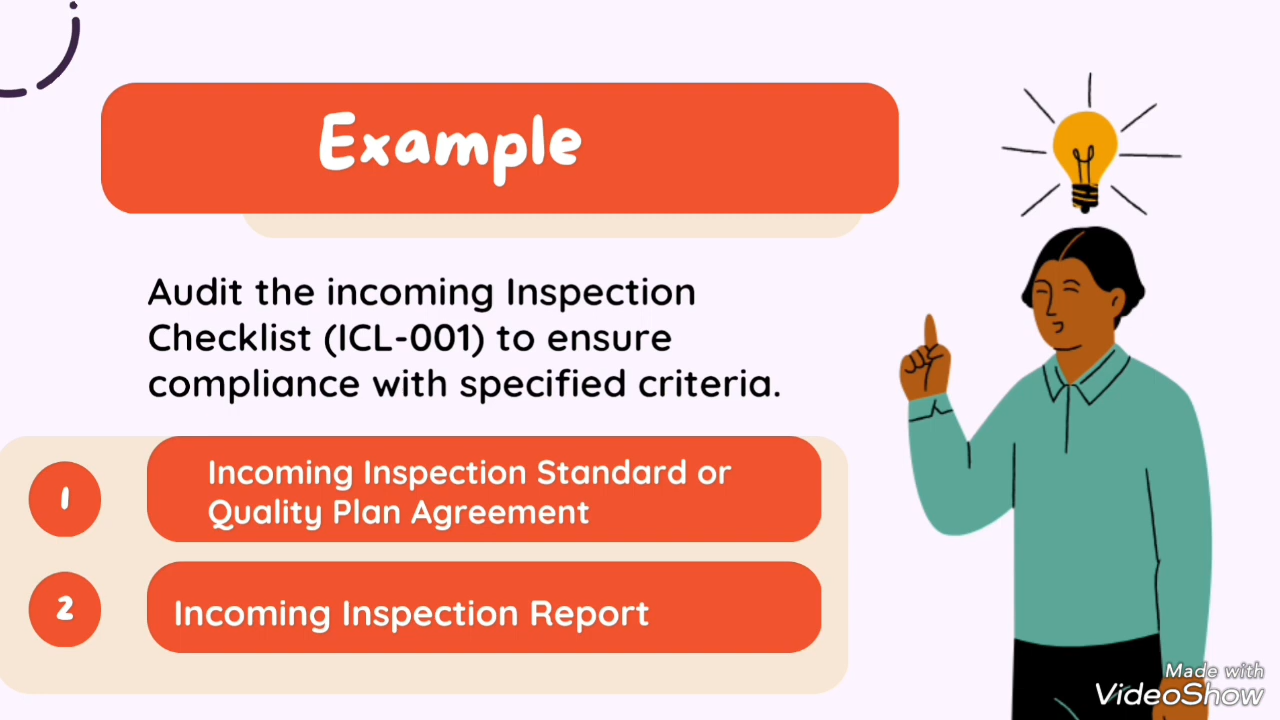 Example
Audit the incoming Inspection
Checklist (ICL-001) to ensure
compliance with specified criteria.
1
Incoming Inspection Standard or
Quality Plan Agreement
2
Incoming Inspection Report
Made with
VideoShow